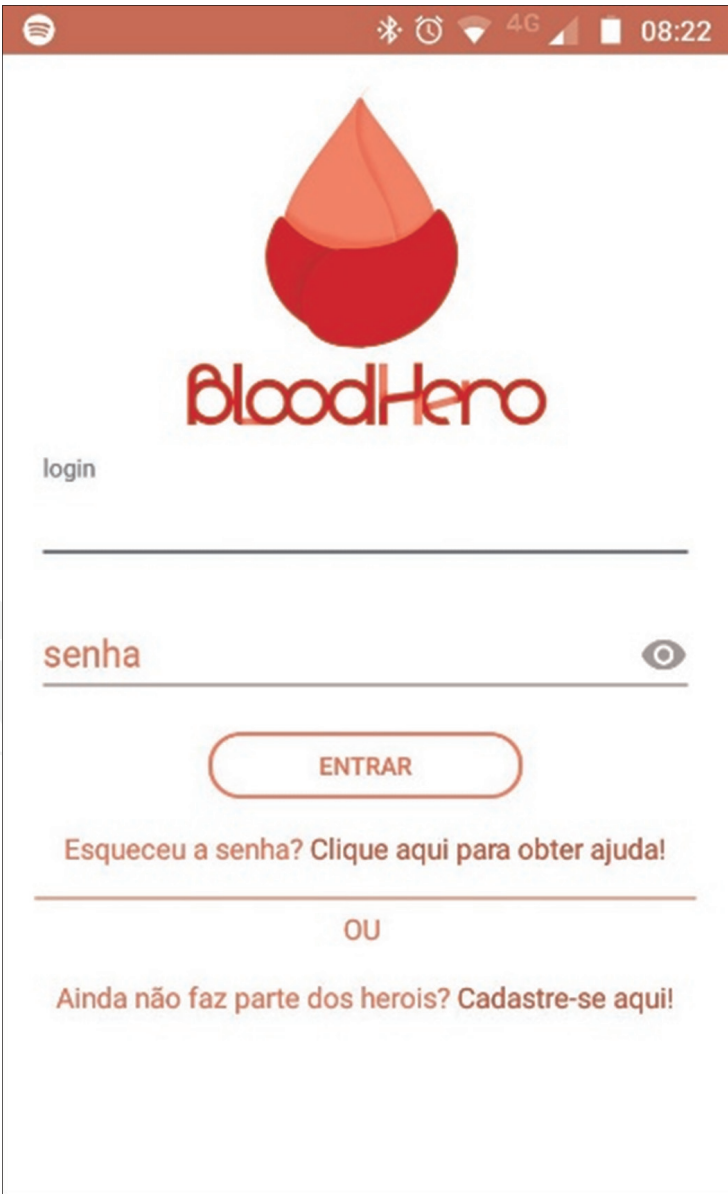 4G 08:22
BloodHero
login
senha
ENTRAR
Esqueceu a senha? Clique aqui para obter ajuda!
OU
Ainda não faz parte dos herois? Cadastre-se aqui!